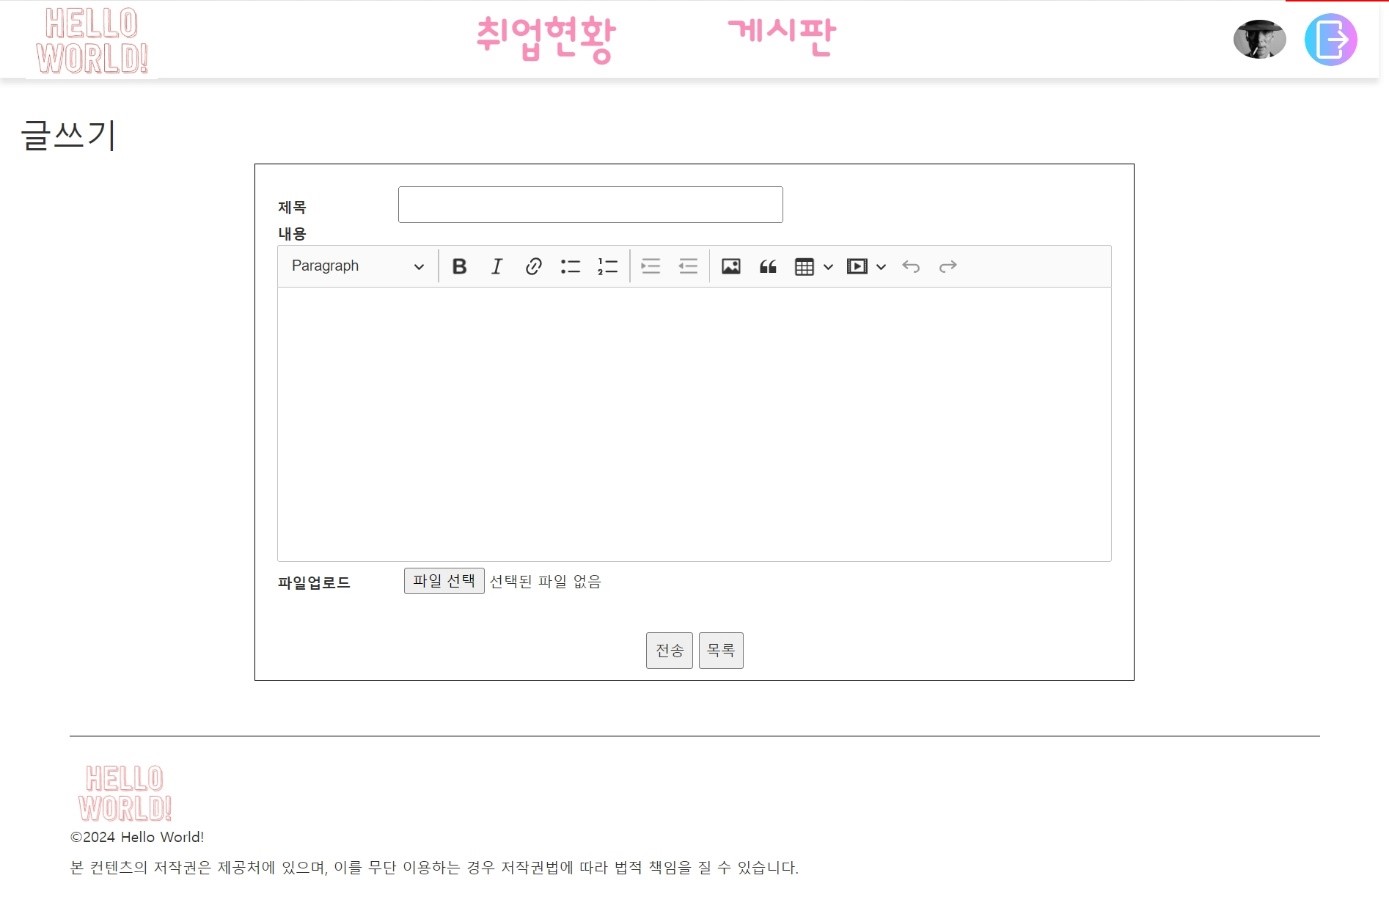 HELLO
WORLD!
취업현황 게시판
글쓰기
제목
내용
Paragraph
파일업로드 파일 선택 선택된 파일 없음
전송 목록
HELLO
WORLD!
©2024 Hello World!
본 컨텐츠의 저작권은 제공처에 있으며, 이를 무단 이용하는 경우 저작권법에 따라 법적 책임을 질 수 있습니다.